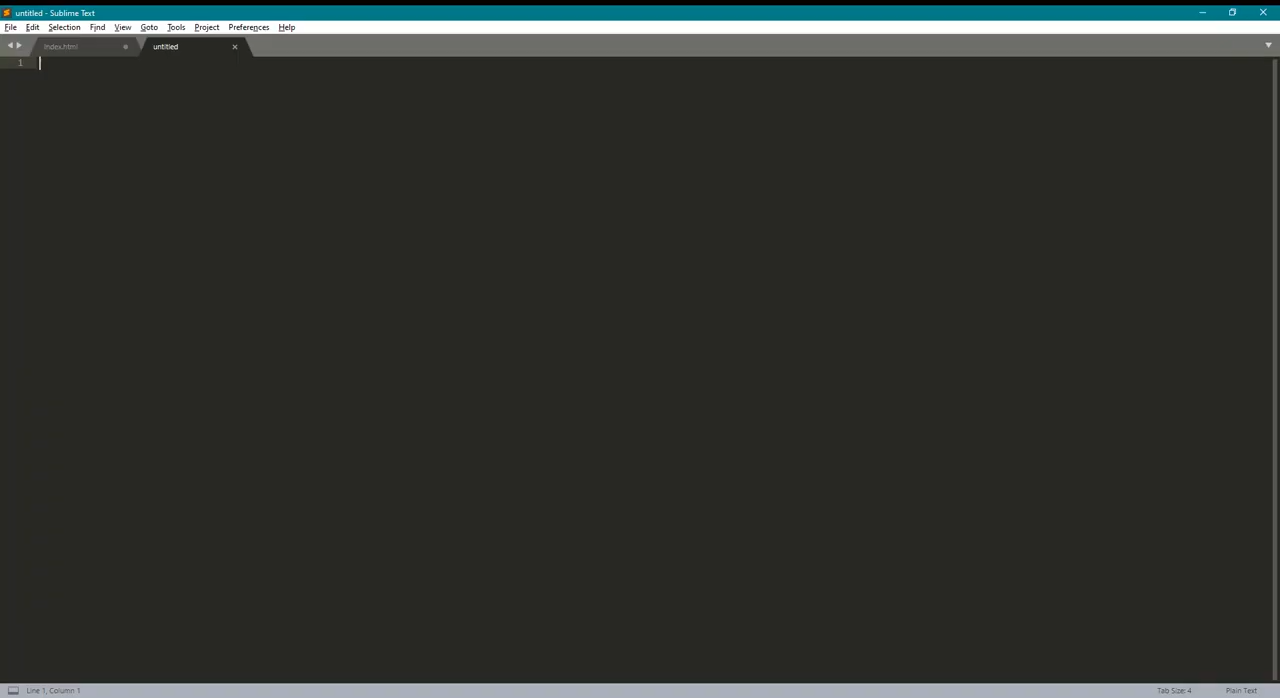 untitled - Sublime Text
File Edit Selection Find View Goto Tools Project Preferences Help
index.html untitled
1
Line 1, Column 1 Tab Size: 4 Plain Text